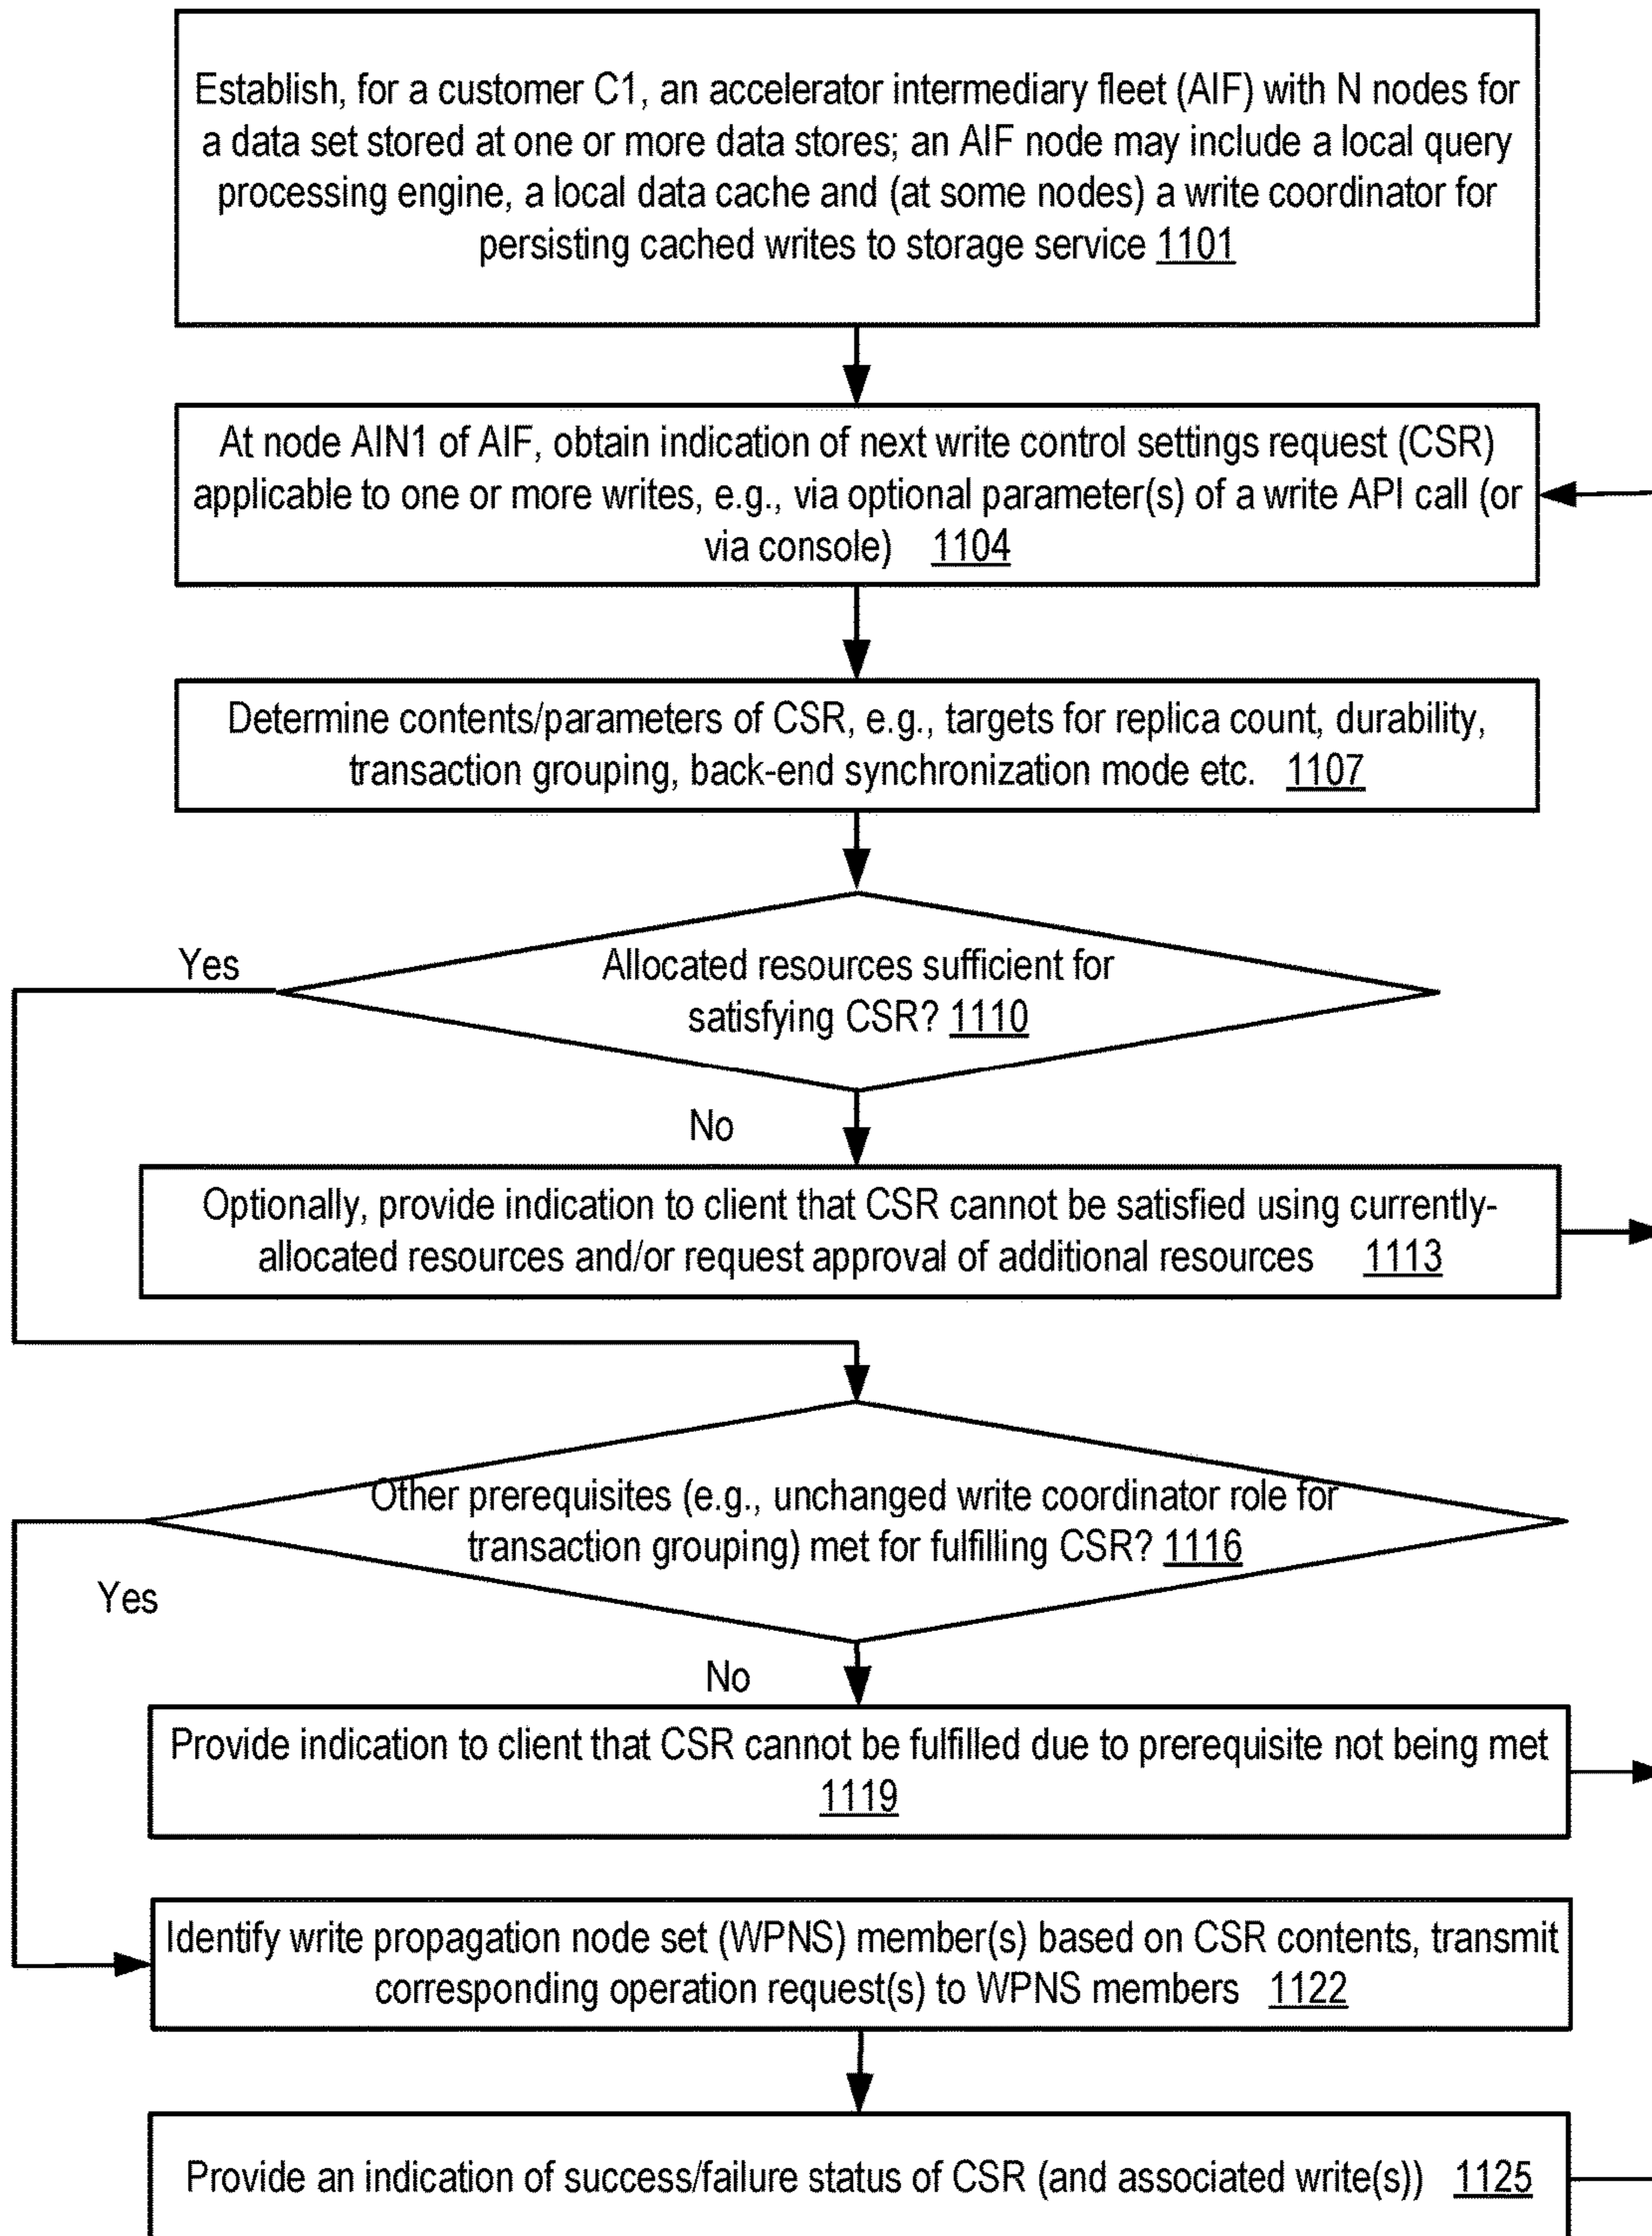 Establish, for a customer C1, an accelerator intermediary fleet (AIF) with N nodes for
a data set stored at one or more data stores; an AIF node may include a local query
processing engine, a local data cache and (at some nodes) a write coordinator for
persisting cached writes to storage service 1101
At node AIN1 of AIF, obtain indication of next write control settings request (CSR)
applicable to one or more writes, e.g., via optional parameter(s) of a write API call (or
via console) 1104
Determine contents/parameters of CSR, e.g., targets for replica count, durability,
transaction grouping, back-end synchronization mode etc. 1107
Yes
Allocated resources sufficient for
satisfying CSR? 1110
No
Optionally, provide indication to client that CSR cannot be satisfied using currently-
allocated resources and/or request approval of additional resources 1113
Other prerequisites (e.g., unchanged write coordinator role for
transaction grouping) met for fulfilling CSR? 1116
Yes
No
Provide indication to client that CSR cannot be fulfilled due to prerequisite not being met
1119
Identify write propagation node set (WPNS) member(s) based on CSR contents, transmit
corresponding operation request(s) to WPNS members 1122
Provide an indication of success/failure status of CSR (and associated write(s)) 1125